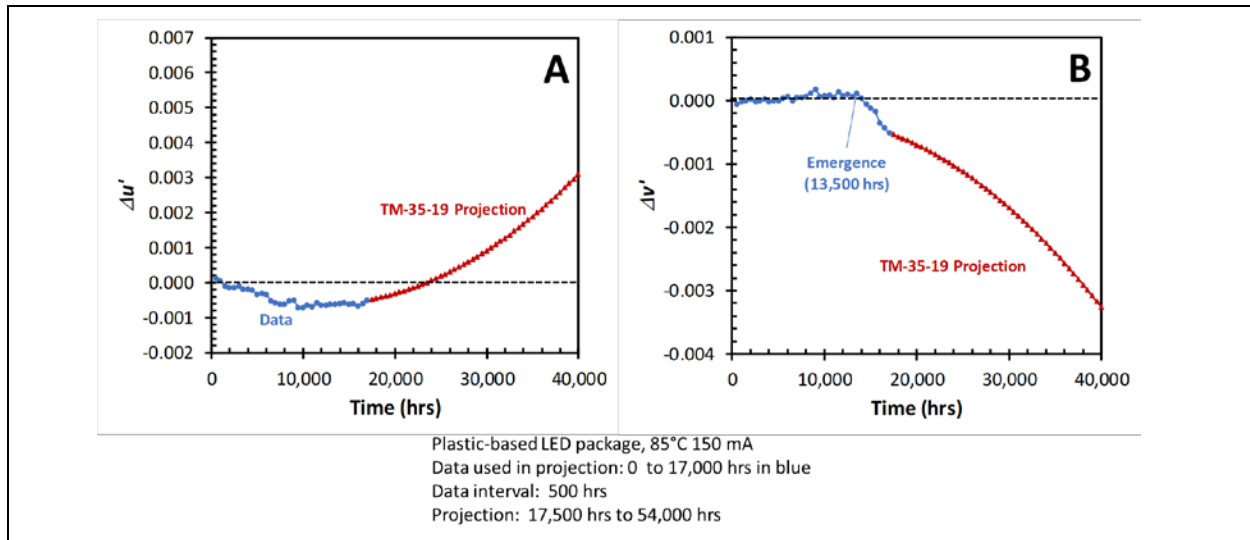 A
Δu'
0.007
0.006
0.005
0.004
0.003
0.002
0.001
0.000
-0.001
-0.002
TM-35-19 Projection
Data
0
10,000
20,000
30,000
40,000
Time (hrs)
B
Δv'
0.001
0.000
-0.001
-0.002
-0.003
-0.004
Emergence
(13,500 hrs)
TM-35-19 Projection
0
10,000
20,000
30,000
40,000
Time (hrs)
Plastic-based LED package, 85°C 150 mA
Data used in projection: 0 to 17,000 hrs in blue
Data interval: 500 hrs
Projection: 17,500 hrs to 54,000 hrs